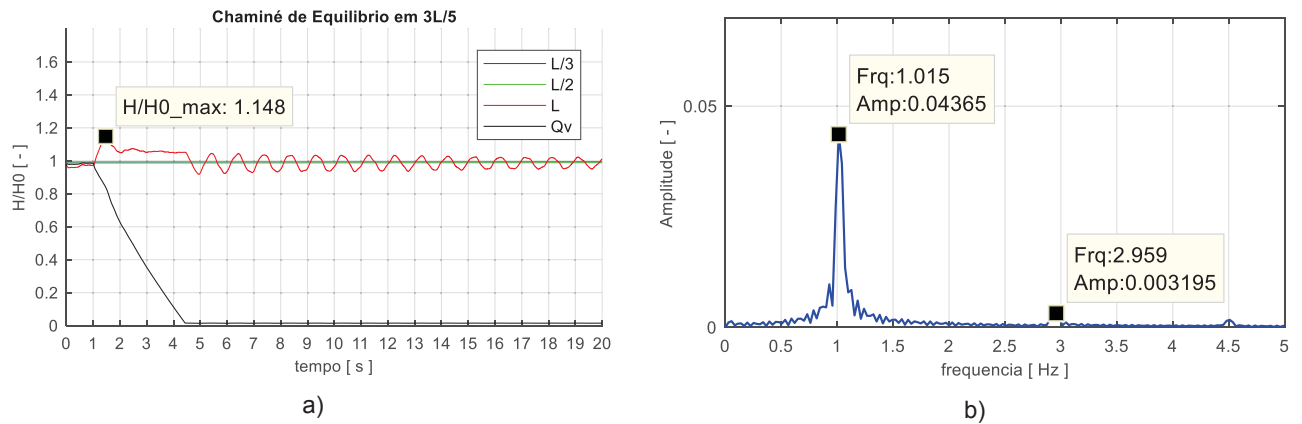 Chaminé de Equilibrio em 3L/5
H/H0 [ - ]
1.6
1.4
1.2
1
0.8
0.6
0.4
0.2
0
H/H0_max: 1.148
L/3
L/2
L
Qv
0 1 2 3 4 5 6 7 8 9 10 11 12 13 14 15 16 17 18 19 20
tempo [ s ]
a)
Amplitude [ - ]
0.05
0
Frq:1.015
Amp:0.04365
Frq:2.959
Amp:0.003195
0 0.5 1 1.5 2 2.5 3 3.5 4 4.5 5
frequencia [ Hz ]
b)